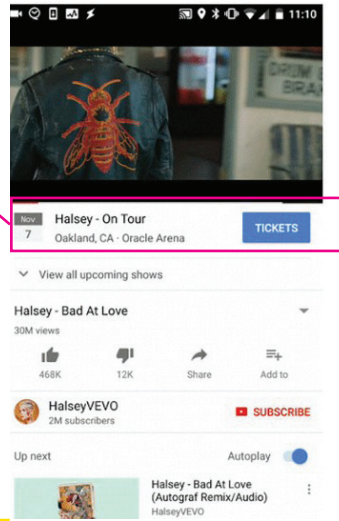 11:10
DRUM
BRA
Nov
7
Halsey - On Tour
Oakland, CA · Oracle Arena
TICKETS
View all upcoming shows
Halsey - Bad At Love
30M views
468K
12K
Share
Add to
HalseyVEVO
2M subscribers
SUBSCRIBE
Up next
Autoplay
Halsey - Bad At Love
(Autograf Remix/Audio)
HalseyVEVO